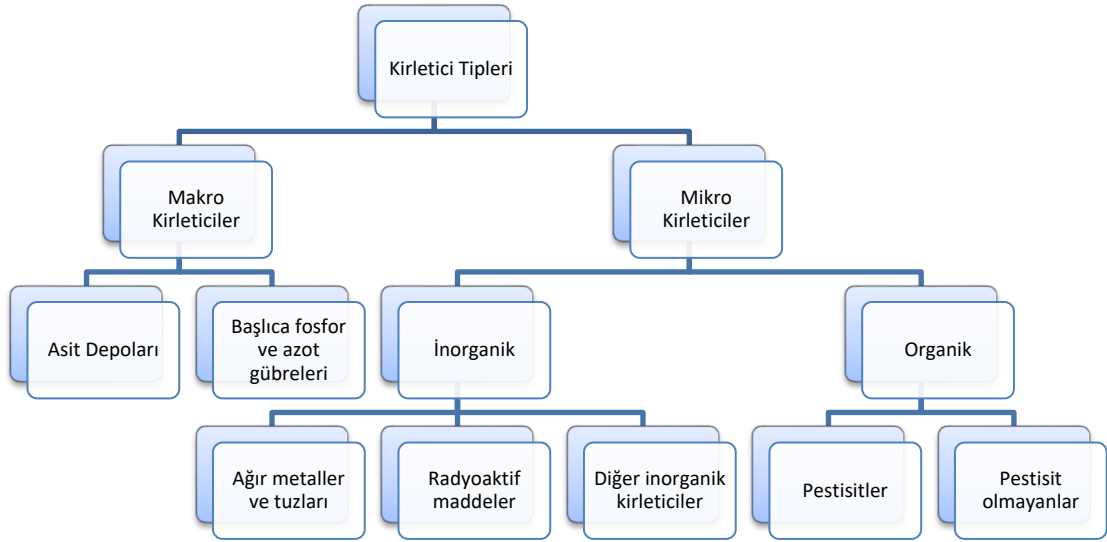 Kirletici Tipleri
Makro
Kirleticiler
Mikro
Kirleticiler
Asit Depoları
Başlıca fosfor
ve azot
gübreleri
İnorganik
Organik
Ağır metaller
ve tuzları
Radyoaktif
maddeler
Diğer inorganik
kirleticiler
Pestisitler
Pestisit
olmayanlar